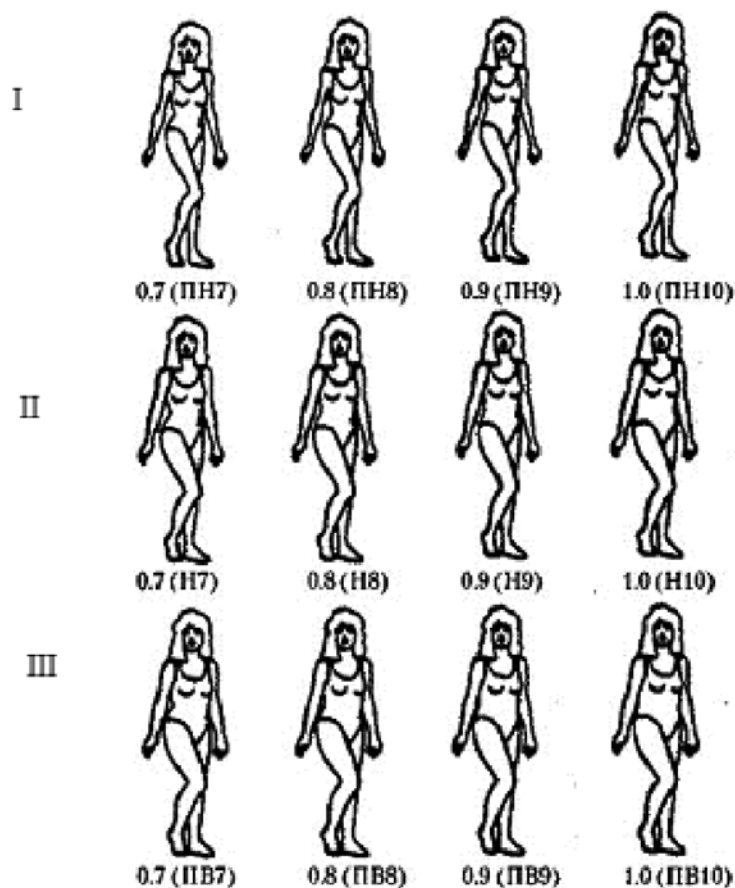 I
0.7 (ПН7) 0.8 (ПН8) 0.9 (ПН9) 1.0 (ПН10)
II
0.7 (Н7) 0.8 (Н8) 0.9 (Н9) 1.0 (Н10)
III
0.7 (ПВ7) 0.8 (ПВ8) 0.9 (ПВ9) 1.0 (ПВ10)